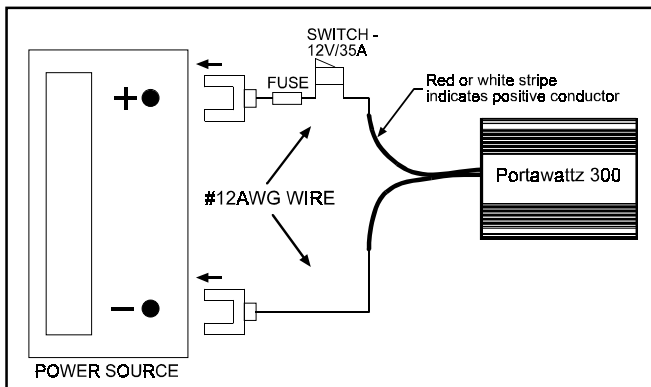 SWITCH -
12V/35A
FUSE
Red or white stripe
indicates positive conductor
+
Portawattz 300
#12AWG WIRE
–
POWER SOURCE